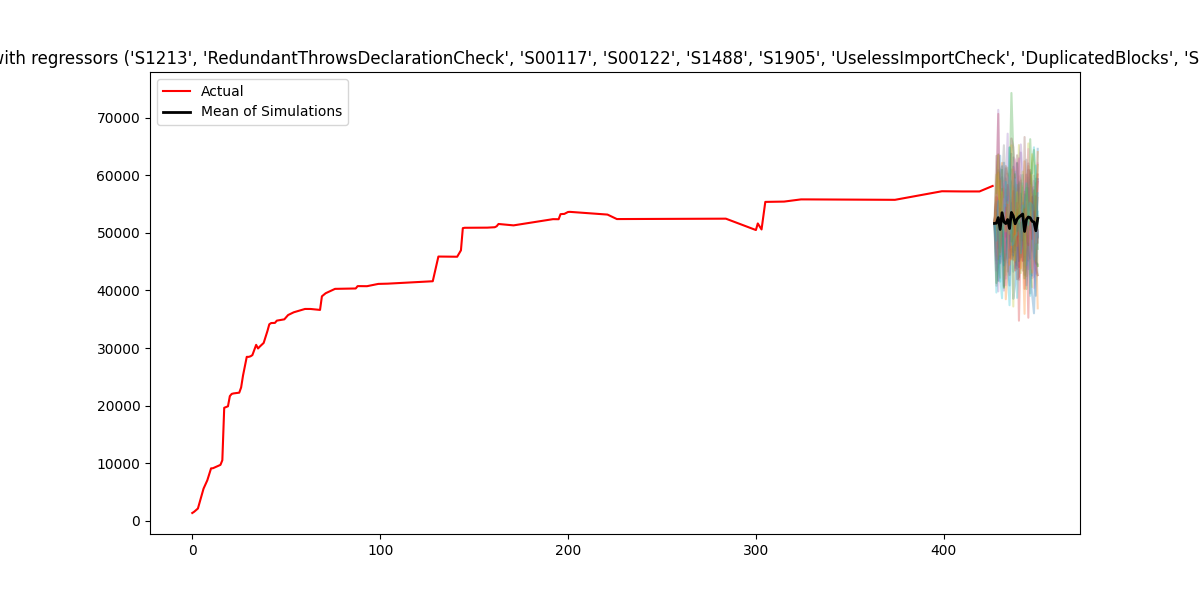 with regressors ('S1213', 'RedundantThrowsDeclarationCheck', 'S00117', 'S00122', 'S1488', 'S1905', 'UselessImportCheck', 'DuplicatedBlocks', 'S
Actual
Mean of Simulations
70000
60000
50000
40000
30000
20000
10000
0
0 100 200 300 400